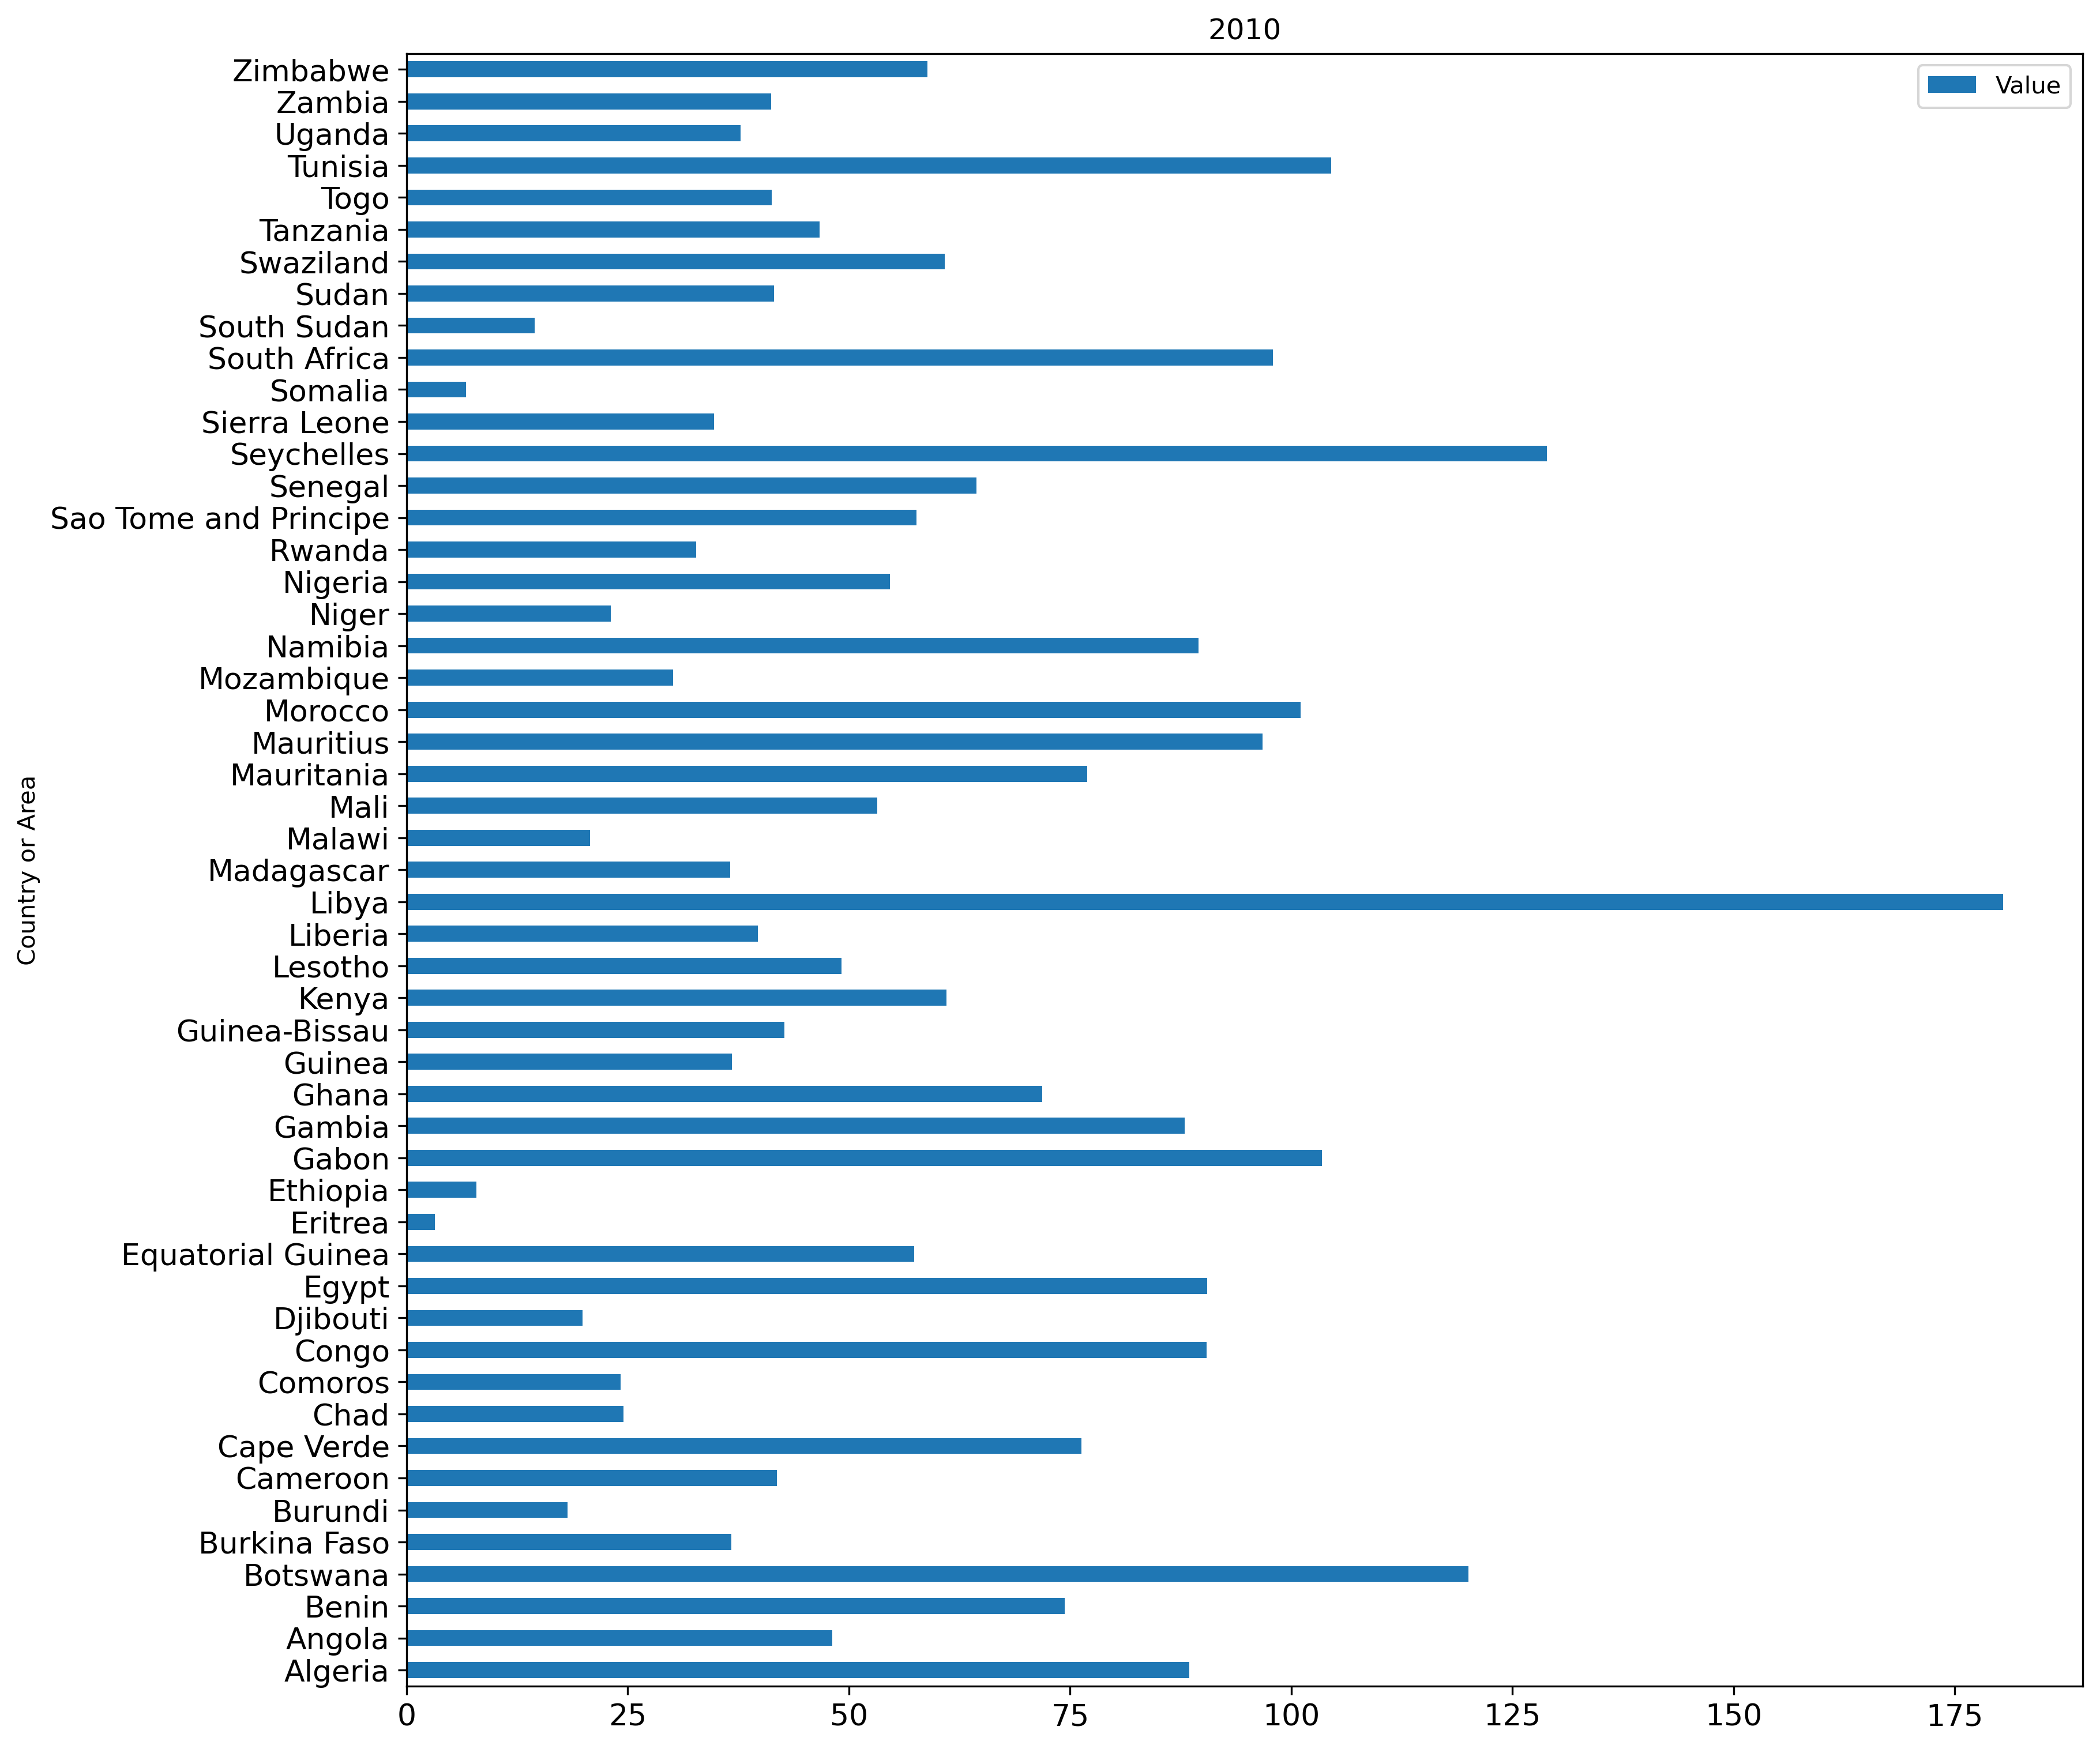 2010
Value
Country or Area
Zimbabwe
Zambia
Uganda
Tunisia
Togo
Tanzania
Swaziland
Sudan
South Sudan
South Africa
Somalia
Sierra Leone
Seychelles
Senegal
Sao Tome and Principe
Rwanda
Nigeria
Niger
Namibia
Mozambique
Morocco
Mauritius
Mauritania
Mali
Malawi
Madagascar
Libya
Liberia
Lesotho
Kenya
Guinea-Bissau
Guinea
Ghana
Gambia
Gabon
Ethiopia
Eritrea
Equatorial Guinea
Egypt
Djibouti
Congo
Comoros
Chad
Cape Verde
Cameroon
Burundi
Burkina Faso
Botswana
Benin
Angola
Algeria
0 25 50 75 100 125 150 175